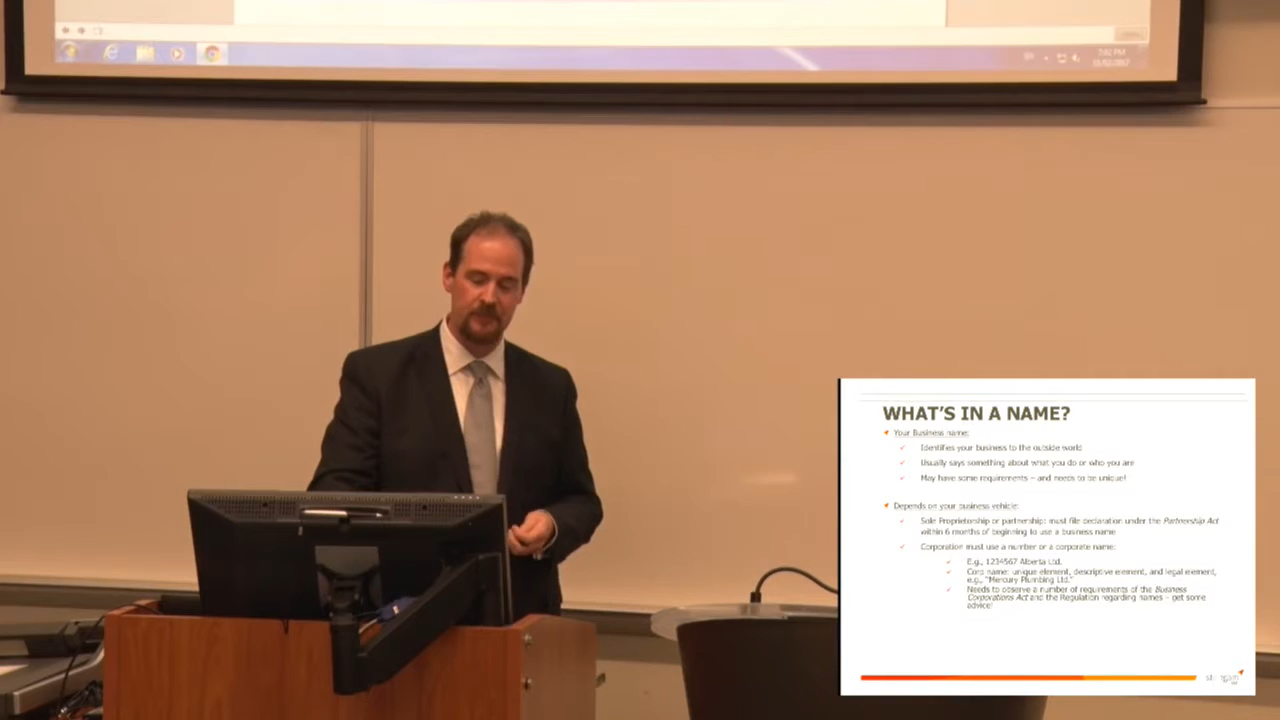 7:02 PM
WHAT'S IN A NAME?
Your Business name:
Identifies your business to the outside world
Usually says something about what you do or who you are
May have some requirements – and needs to be unique!
Depends on your business vehicle:
Sole Proprietorship or partnership: must file declaration under the Partnership Act
within 6 months of beginning to use a business name
Corporation must use a number or a corporate name:
E.g., 1234567 Alberta Ltd.
Corp name: unique element, descriptive element, and legal element,
e.g., "Mercury Plumbing Ltd."
Needs to observe a number of requirements of the Business
Corporations Act and the Regulation regarding names – get some
advice!